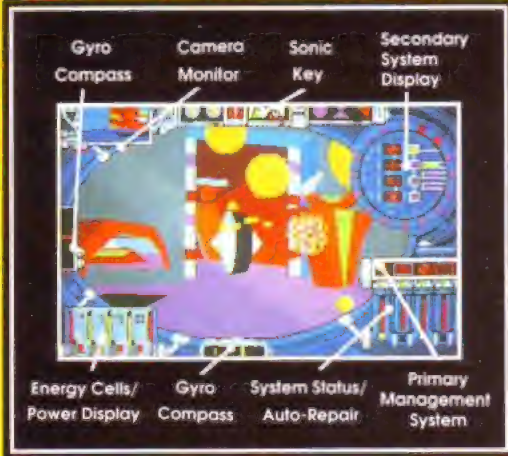 Gyro
Compass
Camera
Monitor
Sonic
Key
Secondary
System
Display
Energy Cells/
Power Display
Gyro
Compass
System Status/
Auto-Repair
Primary
Management
System